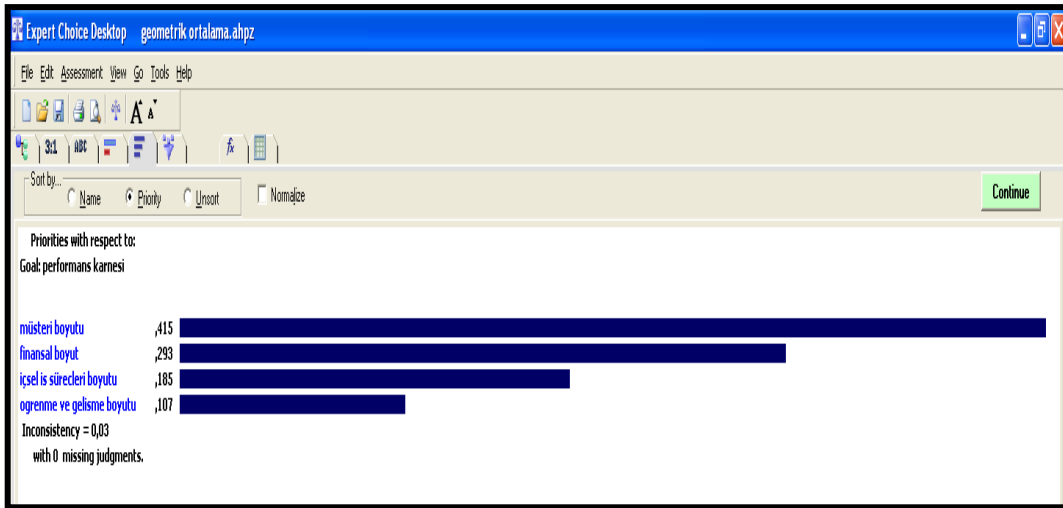 Expert Choice Desktop geometrik ortalama.ahpz
File Edit Assessment View Go Tools Help
A A
3:1 ABC fx
Sort by... Name Priority Unsort Normalize Continue
Priorities with respect to:
Goal: performans karnesi
müsteri boyutu ,415
finansal boyut ,293
içsel is sürecleri boyutu ,185
ogrenme ve gelisme boyutu ,107
Inconsistency = 0,03
with 0 missing judgments.